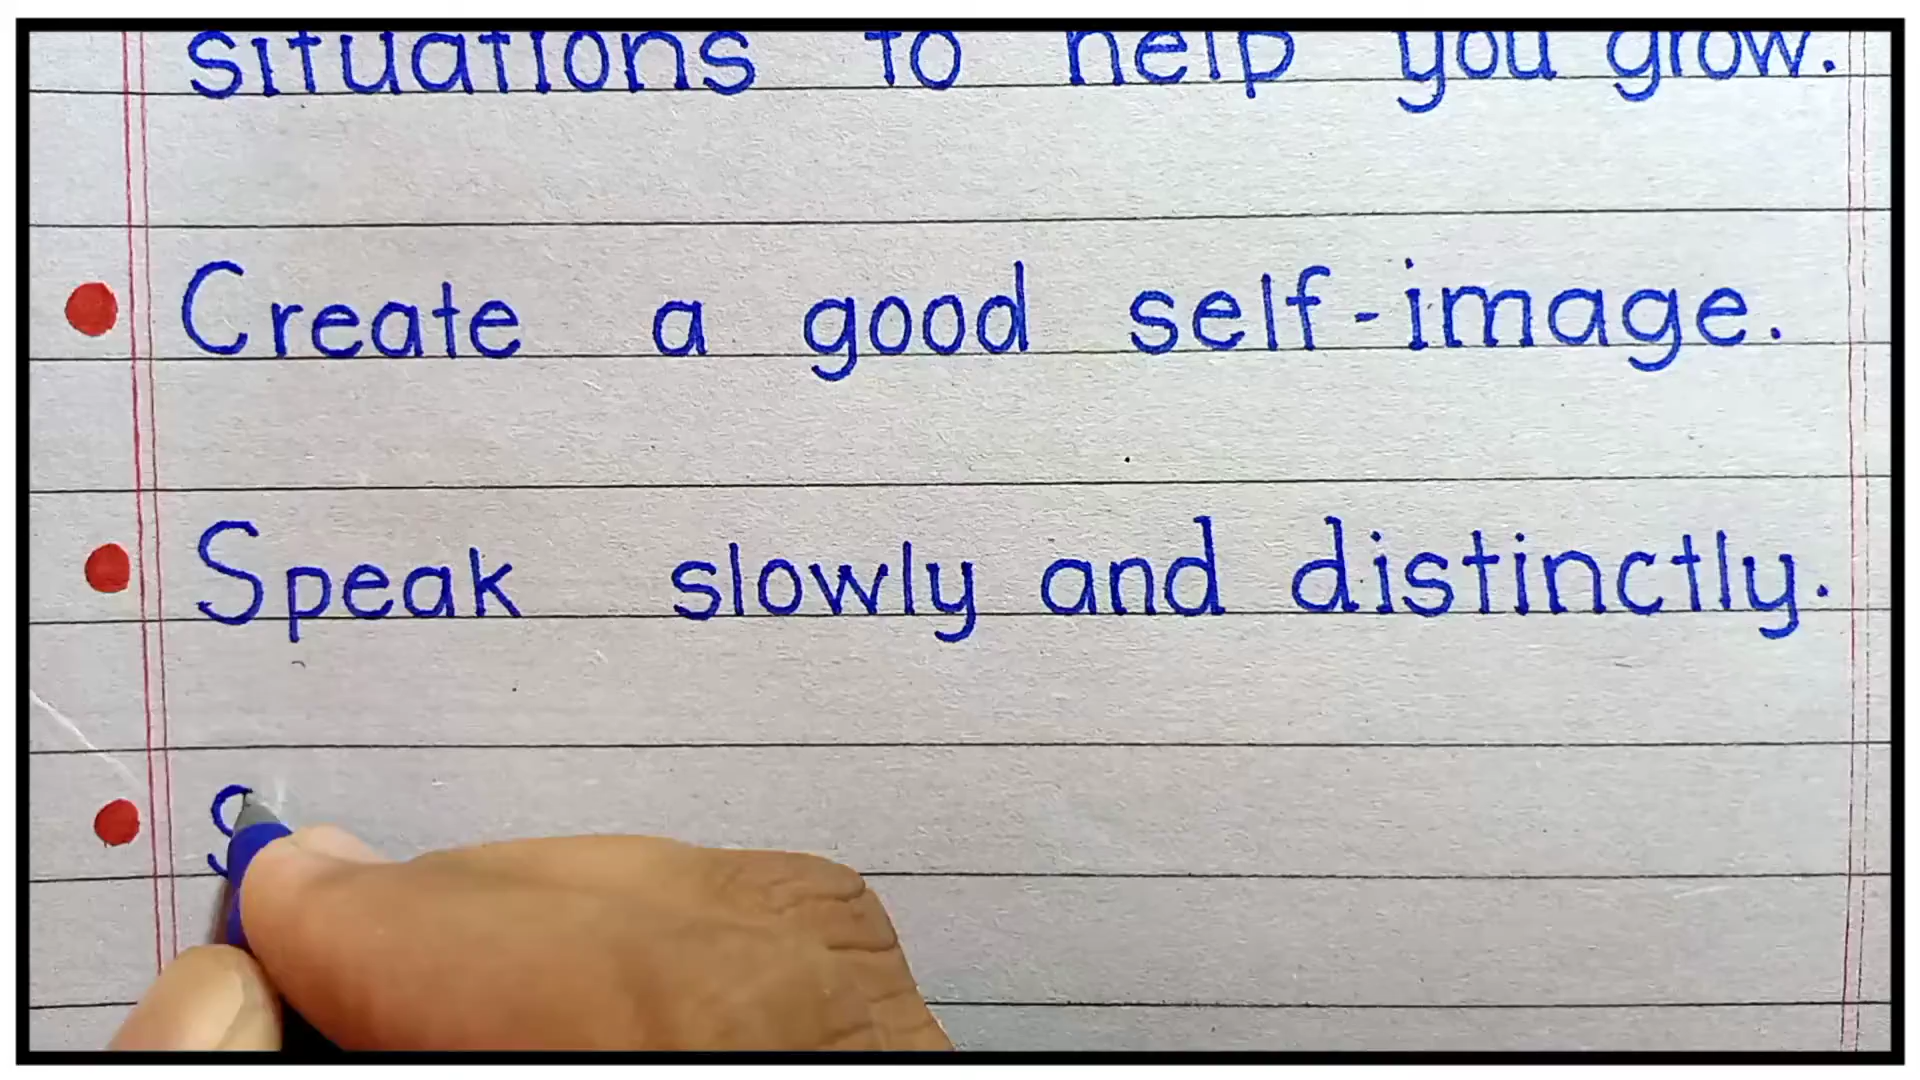 situations to help you grow.
Create a good self-image.
Speak slowly and distinctly.
S